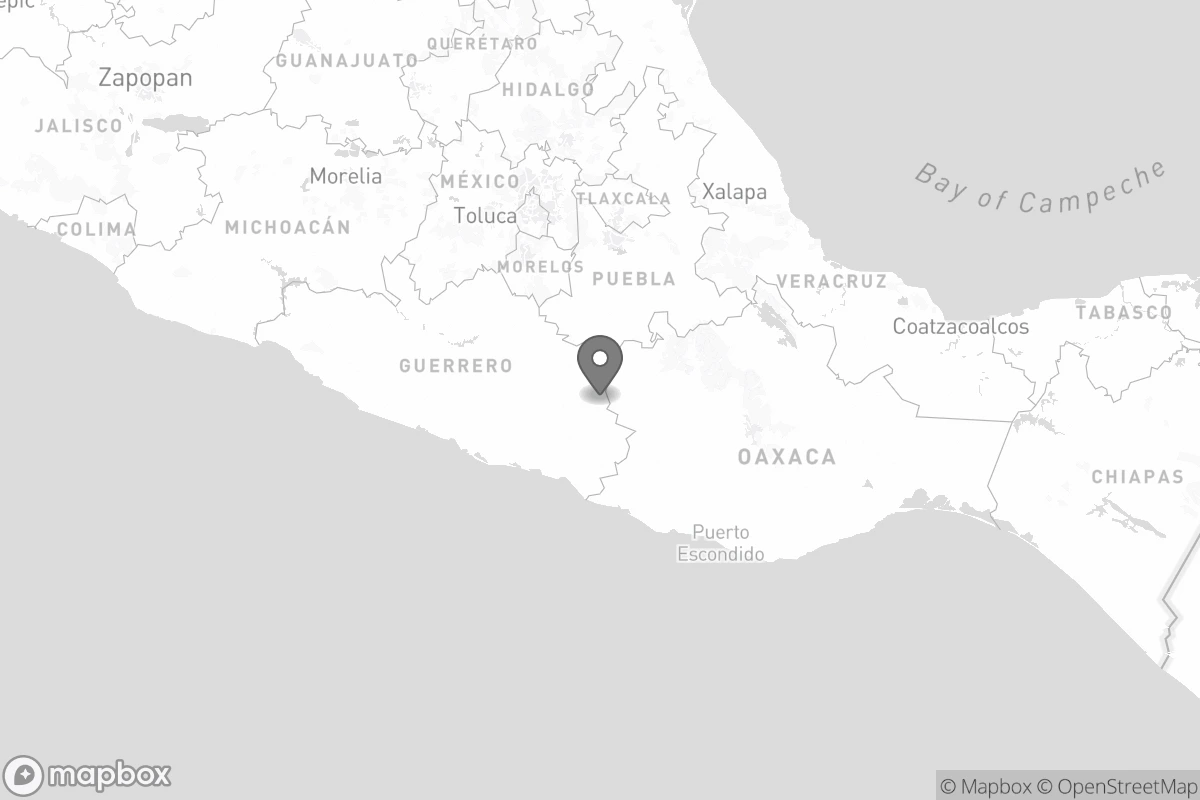 QUERÉTARO
GUANAJUATO
Zapopan
HIDALGO
JALISCO
Morelia
MÉXICO
Xalapa
Bay of Campeche
TLAXCALA
Toluca
COLIMA
MICHOACÁN
MORELOS
PUEBLA
VERACRUZ
TABASCO
Coatzacoalcos
GUERRERO
OAXACA
CHIAPAS
Puerto
Escondido
mapbox
© Mapbox © OpenStreetMap